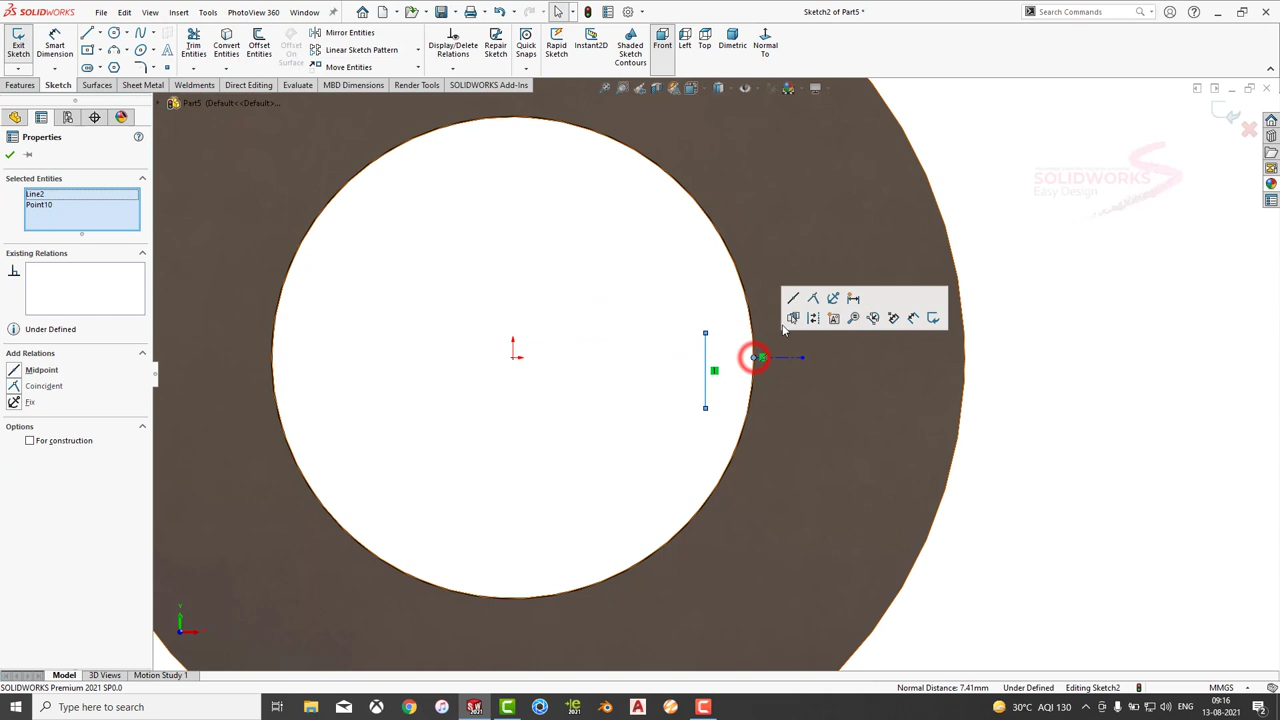 SOLIDWORKS
File
Edit
View
Insert
Tools
PhotoView 360
Window
Sketch2 of Part5 *
Search Commands
Exit Sketch
Smart Dimension
Trim Entities
Convert Entities
Offset Entities
Offset On Surface
Mirror Entities
Linear Sketch Pattern
Move Entities
Display/Delete Relations
Repair Sketch
Quick Snaps
Rapid Sketch
Instant2D
Shaded Sketch Contours
Front
Left
Top
Dimetric
Normal To
Features
Sketch
Surfaces
Sheet Metal
Weldments
Direct Editing
Evaluate
MBD Dimensions
Render Tools
SOLIDWORKS Add-Ins
Part5 (Default<<Default>...
Properties
Selected Entities
Line2
Point10
Existing Relations
Under Defined
Add Relations
Midpoint
Coincident
Fix
Options
For construction
SOLIDWORKS
Easy Design
Model
3D Views
Motion Study 1
SOLIDWORKS Premium 2021 SP0.0
Normal Distance: 7.41mm
Under Defined
Editing Sketch2
MMGS
Type here to search
30°C AQI 130
ENG
09:16
13-08-2021